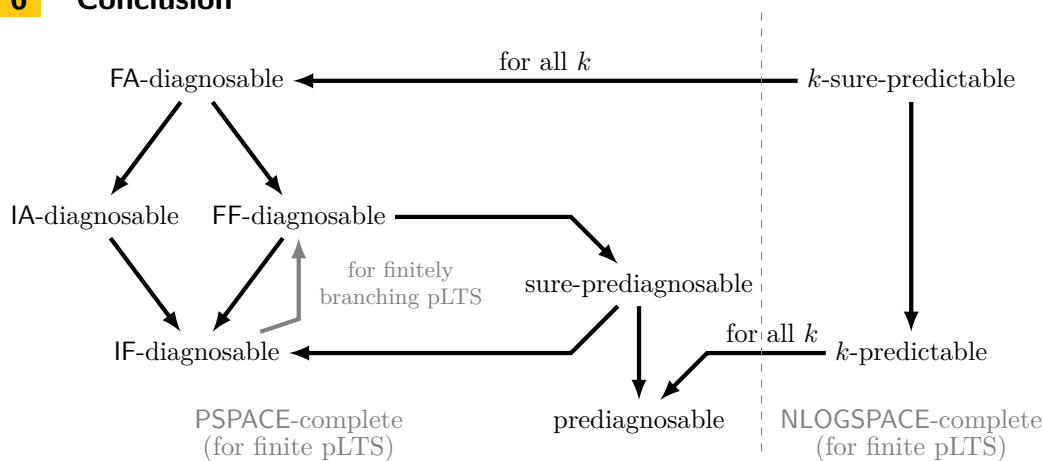 6 Conclusion
for all k
FA-diagnosable
k-sure-predictable
IA-diagnosable
FF-diagnosable
for finitely
branching pLTS
sure-prediagnosable
for all k
IF-diagnosable
k-predictable
PSPACE-complete
(for finite pLTS)
prediagnosable
NLOGSPACE-complete
(for finite pLTS)